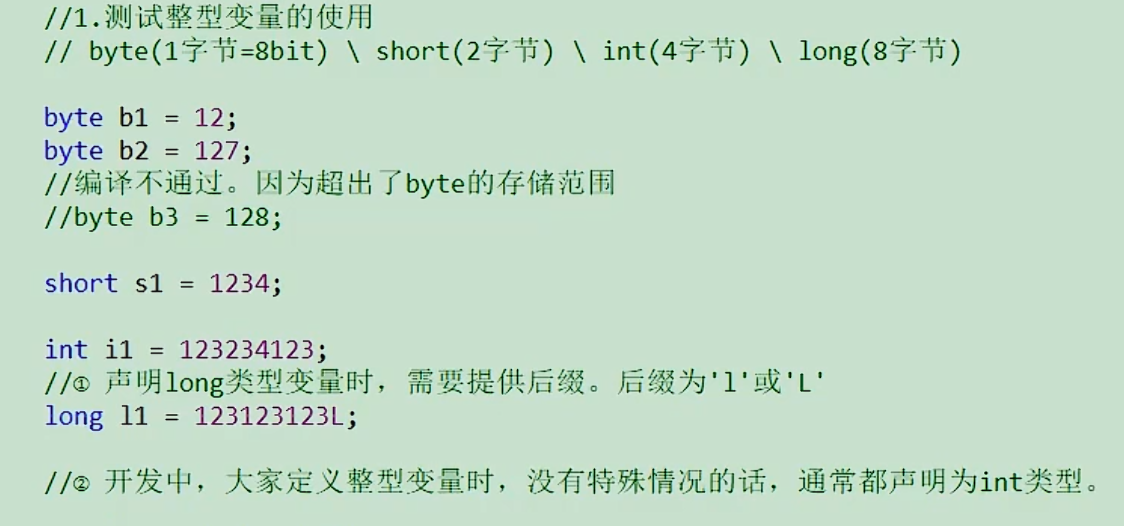 //1.测试整型变量的使用
// byte(1字节=8bit) \ short(2字节) \ int(4字节) \ long(8字节)
byte b1 = 12;
byte b2 = 127;
//编译不通过。因为超出了byte的存储范围
//byte b3 = 128;
short s1 = 1234;
int i1 = 123234123;
//① 声明long类型变量时，需要提供后缀。后缀为'l'或'L'
long l1 = 123123123L;
//② 开发中，大家定义整型变量时，没有特殊情况的话，通常都声明为int类型。